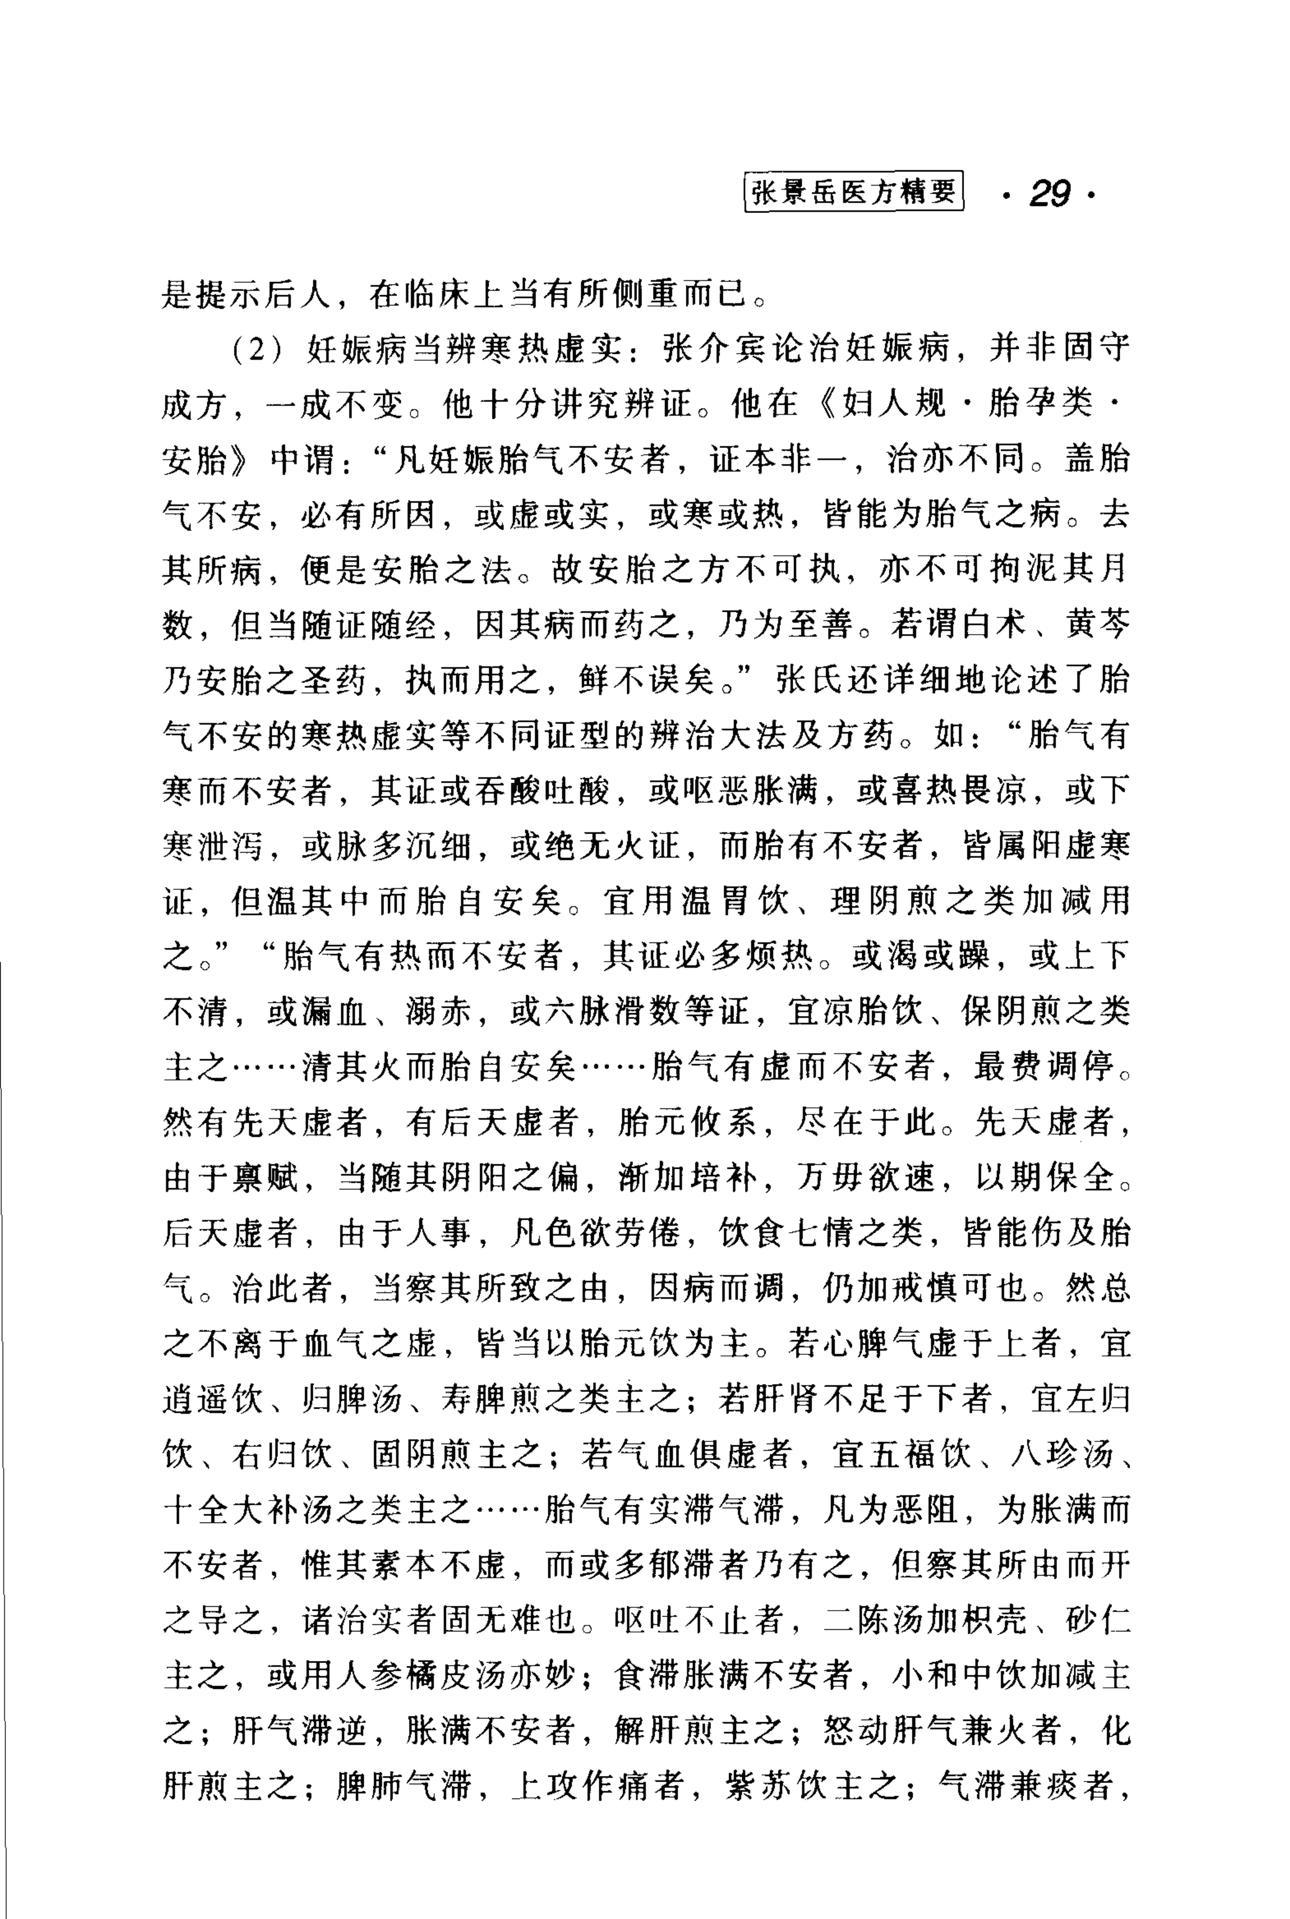 张景岳医方精要 · 29 ·
是提示后人，在临床上当有所侧重而已。
（2）妊娠病当辨寒热虚实：张介宾论治妊娠病，并非固守
成方，一成不变。他十分讲究辨证。他在《妇人规·胎孕类·
安胎》中谓：“凡妊娠胎气不安者，证本非一，治亦不同。盖胎
气不安，必有所因，或虚或实，或寒或热，皆能为胎气之病。去
其所病，便是安胎之法。故安胎之方不可执，亦不可拘泥其月
数，但当随证随经，因其病而药之，乃为至善。若谓白术、黄芩
乃安胎之圣药，执而用之，鲜不误矣。”张氏还详细地论述了胎
气不安的寒热虚实等不同证型的辨治大法及方药。如：“胎气有
寒而不安者，其证或吞酸吐酸，或呕恶胀满，或喜热畏凉，或下
寒泄泻，或脉多沉细，或绝无火证，而胎有不安者，皆属阳虚寒
证，但温其中而胎自安矣。宜用温胃饮、理阴煎之类加减用
之。”“胎气有热而不安者，其证必多烦热。或渴或躁，或上下
不清，或漏血、溺赤，或六脉滑数等证，宜凉胎饮、保阴煎之类
主之……清其火而胎自安矣……胎气有虚而不安者，最费调停。
然有先天虚者，有后天虚者，胎元攸系，尽在于此。先天虚者，
由于禀赋，当随其阴阳之偏，渐加培补，万毋欲速，以期保全。
后天虚者，由于人事，凡色欲劳倦，饮食七情之类，皆能伤及胎
气。治此者，当察其所致之由，因病而调，仍加戒慎可也。然总
之不离于血气之虚，皆当以胎元饮为主。若心脾气虚于上者，宜
逍遥饮、归脾汤、寿脾煎之类主之；若肝肾不足于下者，宜左归
饮、右归饮、固阴煎主之；若气血俱虚者，宜五福饮、八珍汤、
十全大补汤之类主之……胎气有实滞气滞，凡为恶阻，为胀满而
不安者，惟其素本不虚，而或多郁滞者乃有之，但察其所由而开
之导之，诸治实者固无难也。呕吐不止者，二陈汤加枳壳、砂仁
主之，或用人参橘皮汤亦妙；食滞胀满不安者，小和中饮加减主
之；肝气滞逆，胀满不安者，解肝煎主之；怒动肝气兼火者，化
肝煎主之；脾肺气滞，上攻作痛者，紫苏饮主之；气滞兼痰者，